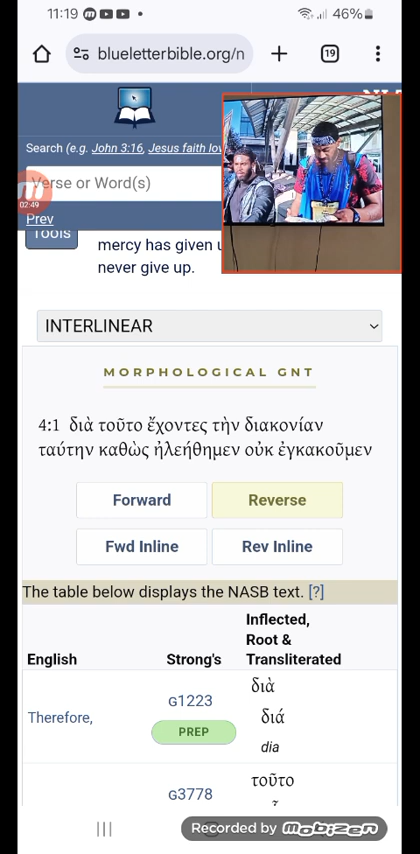 11:19
46%
blueletterbible.org/n
19
Search (e.g. John 3:16, Jesus faith lov
Verse or Word(s)
02:49
Prev
Tools
mercy has given u
never give up.
INTERLINEAR
MORPHOLOGICAL GNT
4:1 διὰ τοῦτο ἔχοντες τὴν διακονίαν
ταύτην καθὼς ἠλεήθημεν οὐκ ἐγκακοῦμεν
Forward Reverse
Fwd Inline Rev Inline
The table below displays the NASB text. [?]
English Strong's Inflected,
Root &
Transliterated
διὰ
G1223
Therefore, PREP διά
dia
τοῦτο
G3778
Recorded by mobizen